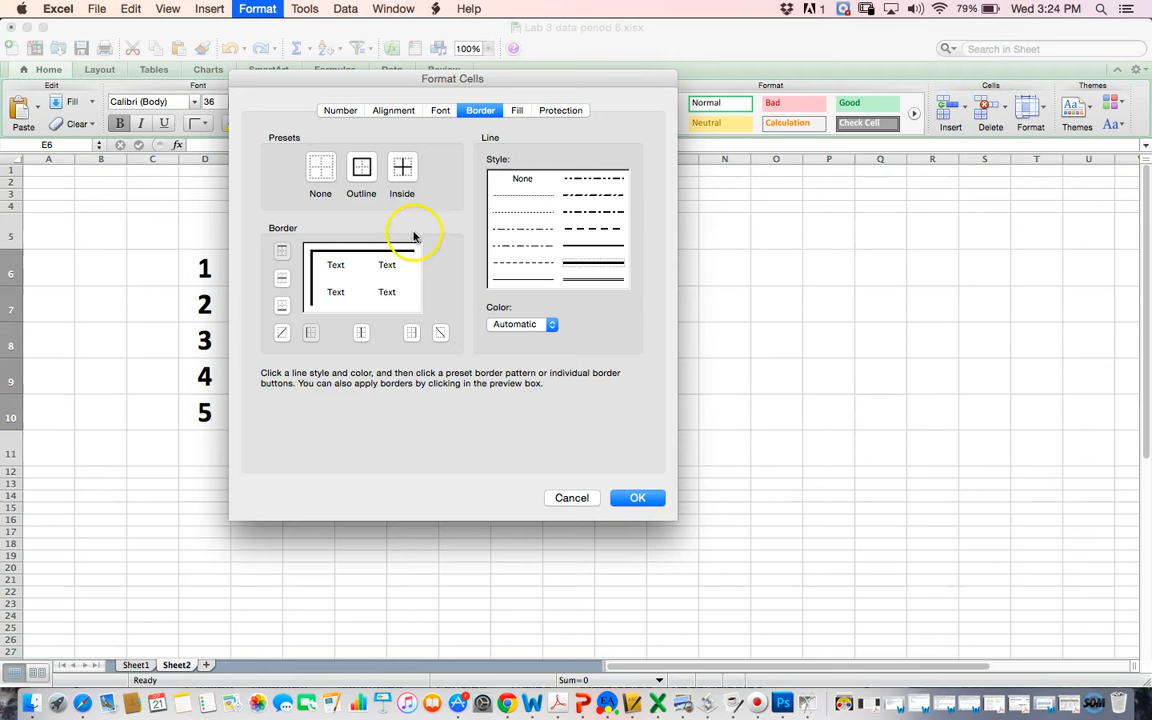 Excel File Edit View Insert Format Tools Data Window Help 1 79% Wed 3:24 PM
Lab 3 data period 6.xlsx
100% Search in Sheet
Home Layout Tables Charts SmartArt Formulas Data Review
Edit Font Format Cells Themes
Fill Calibri (Body) 36 Normal Bad Good
Paste Clear B I U Neutral Calculation Check Cell Insert Delete Format Themes Aa
E6 fx
A B C D N O P Q R S T U
1
2
3
4
5
6 1
7 2
8 3
9 4
10 5
11
12
13
14
15
16
17
18
19
20
21
22
23
24
25
26
27
Format Cells
Number Alignment Font Border Fill Protection
Presets
None Outline Inside
Border
Text Text
Text Text
Line
Style:
None
Color:
Automatic
Click a line style and color, and then click a preset border pattern or individual border
buttons. You can also apply borders by clicking in the preview box.
Cancel OK
Sheet1 Sheet2
Ready Sum=0